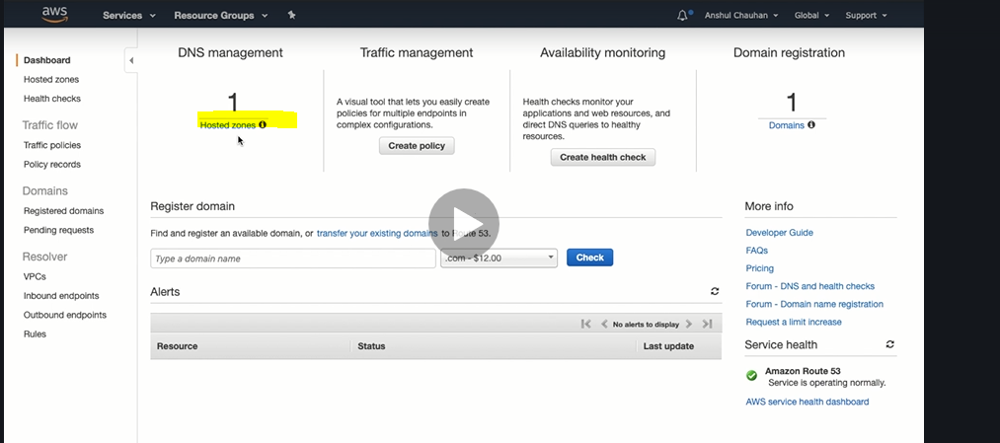 aws
Services
Resource Groups
Anshul Chauhan
Global
Support
Dashboard
Hosted zones
Health checks
Traffic flow
Traffic policies
Policy records
Domains
Registered domains
Pending requests
Resolver
VPCs
Inbound endpoints
Outbound endpoints
Rules
DNS management
1
Hosted zones
Traffic management
A visual tool that lets you easily create
policies for multiple endpoints in
complex configurations.
Create policy
Availability monitoring
Health checks monitor your
applications and web resources, and
direct DNS queries to healthy
resources.
Create health check
Domain registration
1
Domains
Register domain
Find and register an available domain, or transfer your existing domains to Route 53.
Type a domain name
.com - $12.00
Check
Alerts
No alerts to display
Resource
Status
Last update
More info
Developer Guide
FAQs
Pricing
Forum - DNS and health checks
Forum - Domain name registration
Request a limit increase
Service health
Amazon Route 53
Service is operating normally.
AWS service health dashboard